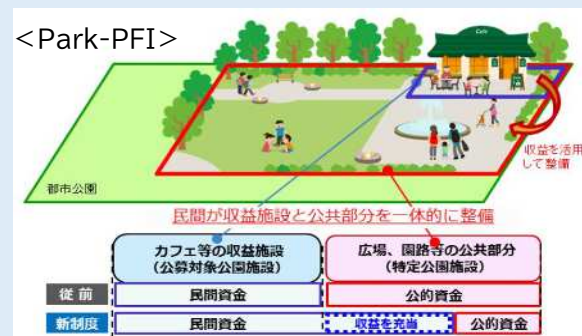 <Park-PFI>
Cafe
収益を活用
して整備
都市公園
民間が収益施設と公共部分を一体的に整備
カフェ等の収益施設
(公募対象公園施設)
広場、園路等の公共部分
(特定公園施設)
従前
民間資金
公的資金
新制度
民間資金
収益を充当
公的資金